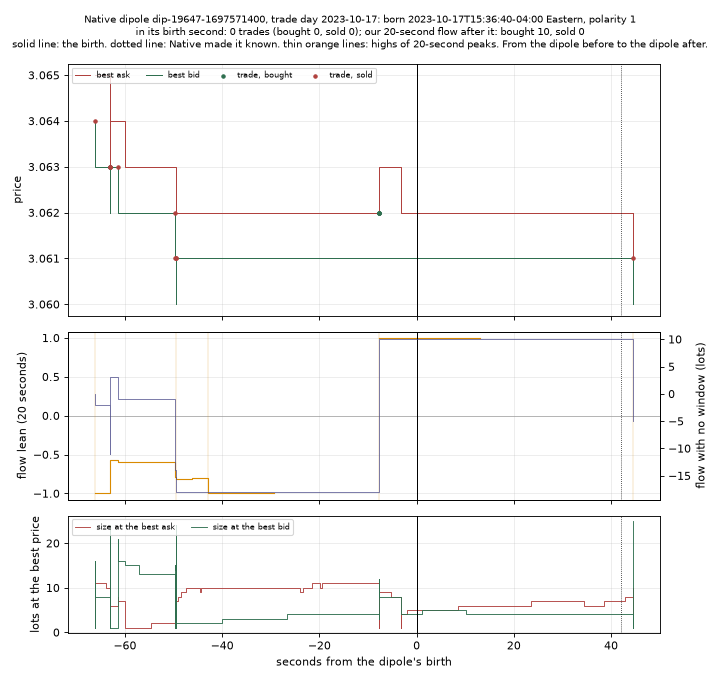 Native dipole dip-19647-1697571400, trade day 2023-10-17: born 2023-10-17T15:36:40-04:00 Eastern, polarity 1
in its birth second: 0 trades (bought 0, sold 0); our 20-second flow after it: bought 10, sold 0
solid line: the birth. dotted line: Native made it known. thin orange lines: highs of 20-second peaks. From the dipole before to the dipole after.
best ask best bid trade, bought trade, sold
3.065
3.064
3.063
3.062
3.061
3.060
price
1.0
0.5
0.0
−0.5
−1.0
flow lean (20 seconds)
10
5
0
−5
−10
−15
flow with no window (lots)
size at the best ask size at the best bid
20
10
0
lots at the best price
−60 −40 −20 0 20 40
seconds from the dipole's birth